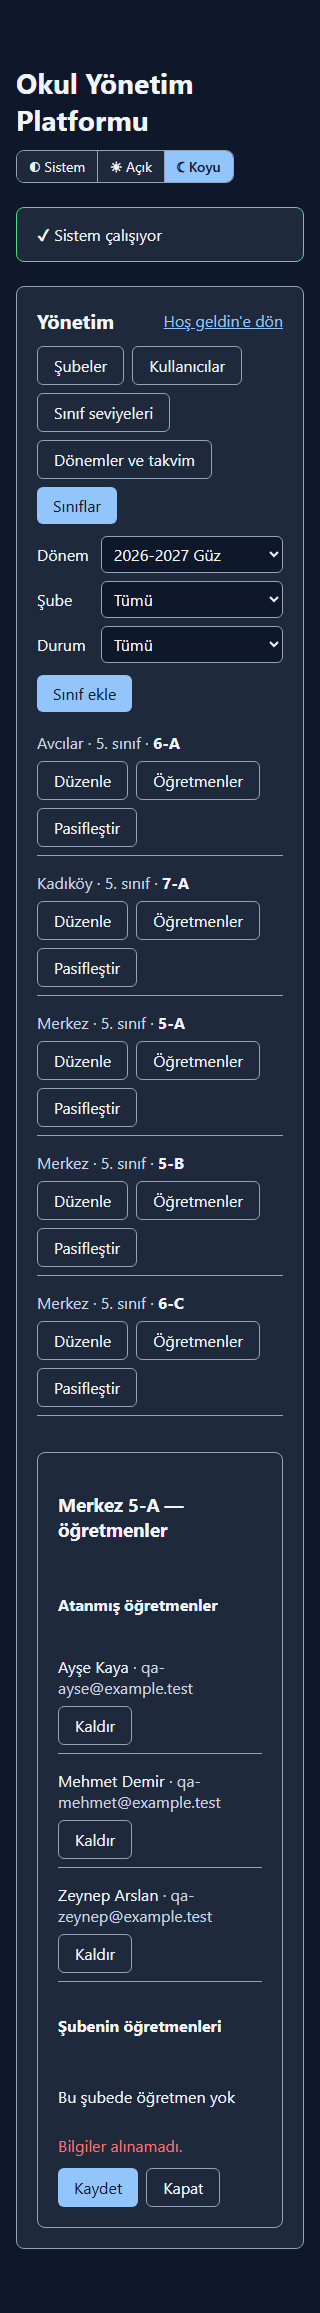 Okul Yönetim
Platformu
◐ Sistem ☀ Açık ☾ Koyu
✓ Sistem çalışıyor
Yönetim Hoş geldin'e dön
Şubeler Kullanıcılar
Sınıf seviyeleri
Dönemler ve takvim
Sınıflar
Dönem 2026-2027 Güz
Şube Tümü
Durum Tümü
Sınıf ekle
Avcılar · 5. sınıf · 6-A
Düzenle Öğretmenler
Pasifleştir
Kadıköy · 5. sınıf · 7-A
Düzenle Öğretmenler
Pasifleştir
Merkez · 5. sınıf · 5-A
Düzenle Öğretmenler
Pasifleştir
Merkez · 5. sınıf · 5-B
Düzenle Öğretmenler
Pasifleştir
Merkez · 5. sınıf · 6-C
Düzenle Öğretmenler
Pasifleştir
Merkez 5-A —
öğretmenler
Atanmış öğretmenler
Ayşe Kaya · qa-
ayse@example.test
Kaldır
Mehmet Demir · qa-
mehmet@example.test
Kaldır
Zeynep Arslan · qa-
zeynep@example.test
Kaldır
Şubenin öğretmenleri
Bu şubede öğretmen yok
Bilgiler alınamadı.
Kaydet Kapat